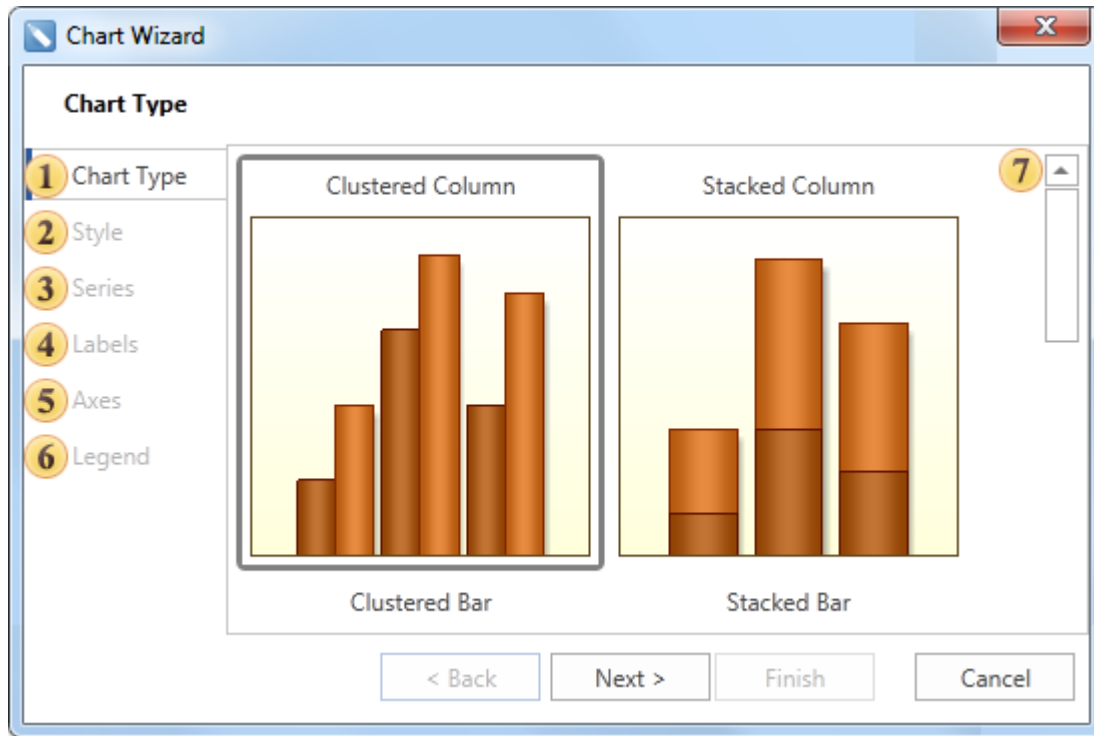 Chart Wizard
x
Chart Type
1 Chart Type
2 Style
3 Series
4 Labels
5 Axes
6 Legend
Clustered Column
Stacked Column
7
Clustered Bar
Stacked Bar
< Back
Next >
Finish
Cancel